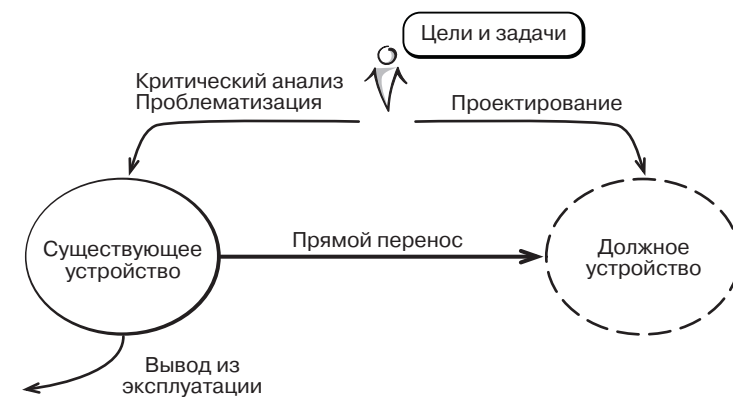 Цели и задачи
Критический анализ
Проблематизация
Проектирование
Существующее
устройство
Прямой перенос
Должное
устройство
Вывод из
эксплуатации